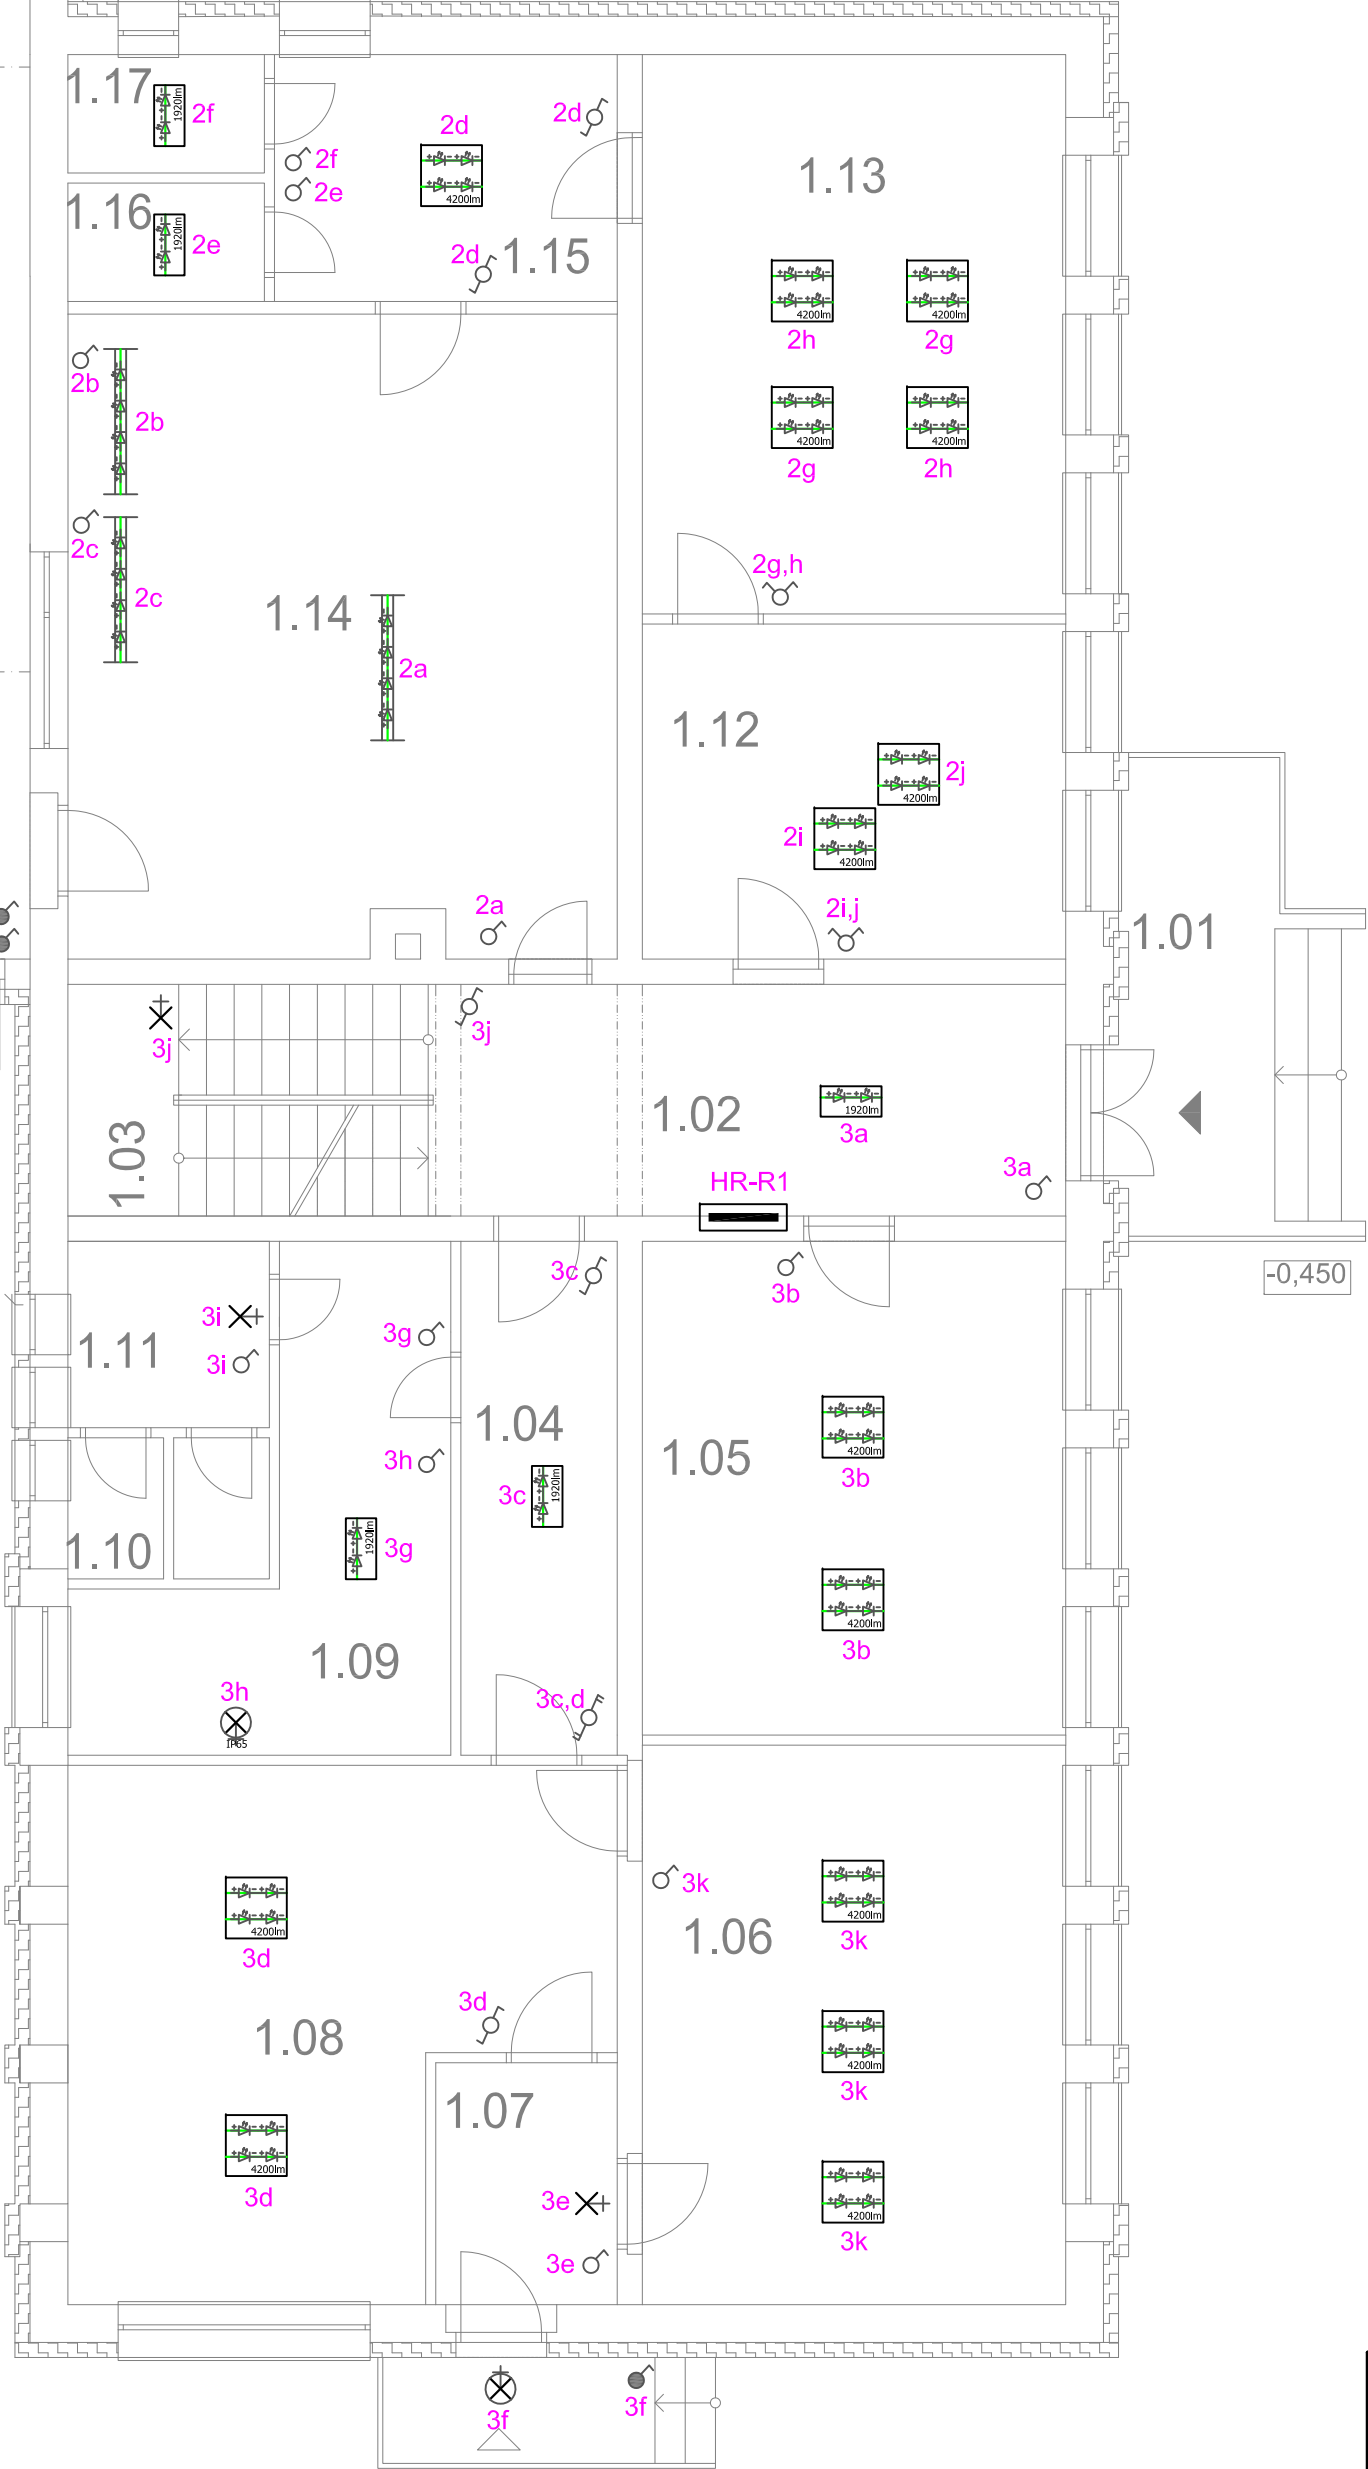 1.17
1920lm
2f
2d
4200lm
2d
2f
2e
1.16
1920lm
2e
2d
1.15
1.13
4200lm
2h
4200lm
2g
4200lm
2g
4200lm
2h
2b
2b
2c
2c
1.14
2a
2g,h
1.12
4200lm
2j
2i
4200lm
2a
2i,j
1.01
3j
3j
1.03
1.02
1920lm
3a
3a
HR-R1
-0,450
3i
3i
1.11
3g
3c
3b
1.04
3h
1.05
4200lm
3b
3c
1920lm
1.10
1920lm
3g
4200lm
3b
1.09
3h
IP65
3c,d
3k
1.06
4200lm
3k
4200lm
3d
3d
1.08
4200lm
3k
1.07
4200lm
3d
3e
3e
4200lm
3k
3f
3f